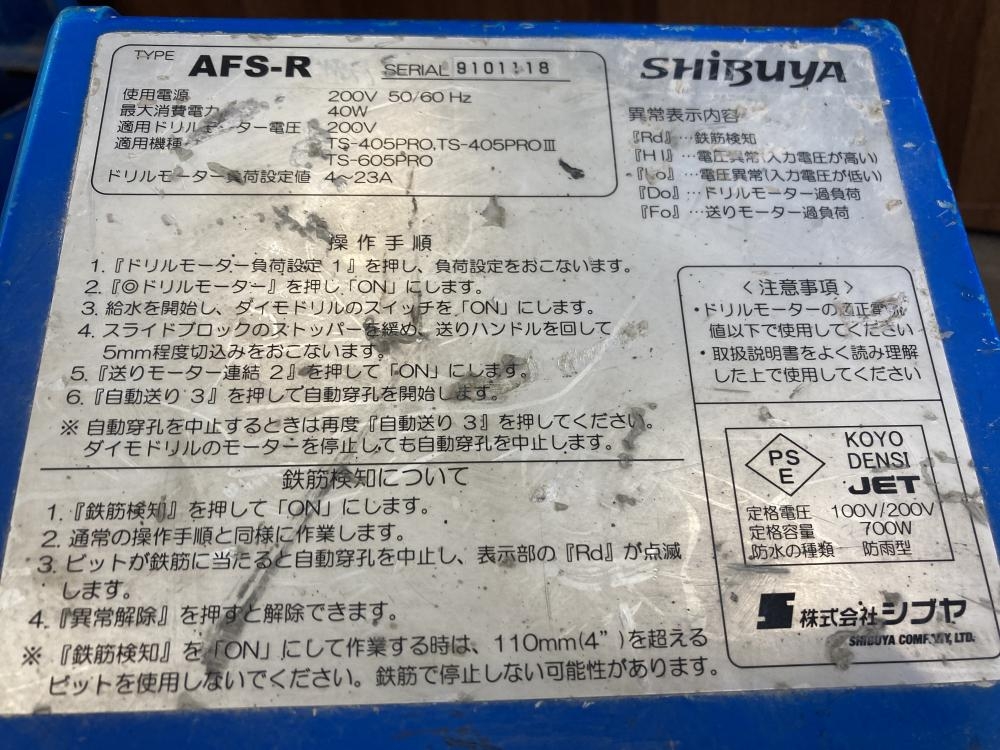 TYPE AFS-R SERIAL 9101118
使用電源 200V 50/60 Hz
最大消費電力 40W
適用ドリルモーター電圧 200V
適用機種 TS-405PRO,TS-405PROⅢ
TS-605PRO
ドリルモーター負荷設定値 4〜23A
SHIBUYA
異常表示内容
『Rd』…鉄筋検知
『HI』…電圧異常(入力電圧が高い)
『Lo』…電圧異常(入力電圧が低い)
『Do』…ドリルモーター過負荷
『Fo』…送りモーター過負荷
操作手順
1.『ドリルモーター負荷設定 1』を押し、負荷設定をおこないます。
2.『◎ドリルモーター』を押し「ON」にします。
3. 給水を開始し、ダイモドリルのスイッチを「ON」にします。
4. スライドブロックのストッパーを緩め、送りハンドルを回して
5mm程度切込みをおこないます。
5.『送りモーター連結 2』を押して「ON」にします。
6.『自動送り 3』を押して自動穿孔を開始します。
※ 自動穿孔を中止するときは再度『自動送り 3』を押してください。
ダイモドリルのモーターを停止しても自動穿孔を中止します。
鉄筋検知について
1.『鉄筋検知』を押して「ON」にします。
2. 通常の操作手順と同様に作業します。
3. ビットが鉄筋に当たると自動穿孔を中止し、表示部の『Rd』が点滅
します。
4.『異常解除』を押すと解除できます。
※『鉄筋検知』を「ON」にして作業する時は、110mm(4”)を超える
ビットを使用しないでください。鉄筋で停止しない可能性があります。
〈 注意事項 〉
・ドリルモーターの適正電流
値以下で使用してください
・取扱説明書をよく読み理解
した上で使用してください
PS
E
KOYO
DENSI
JET
定格電圧 100V/200V
定格容量 700W
防水の種類 防雨型
株式会社シブヤ
SHIBUYA COMPANY, LTD.